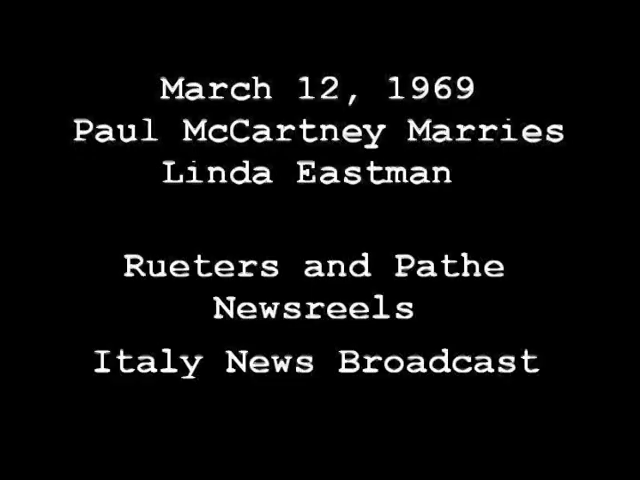 March 12, 1969
Paul McCartney Marries
Linda Eastman
Rueters and Pathe
Newsreels
Italy News Broadcast